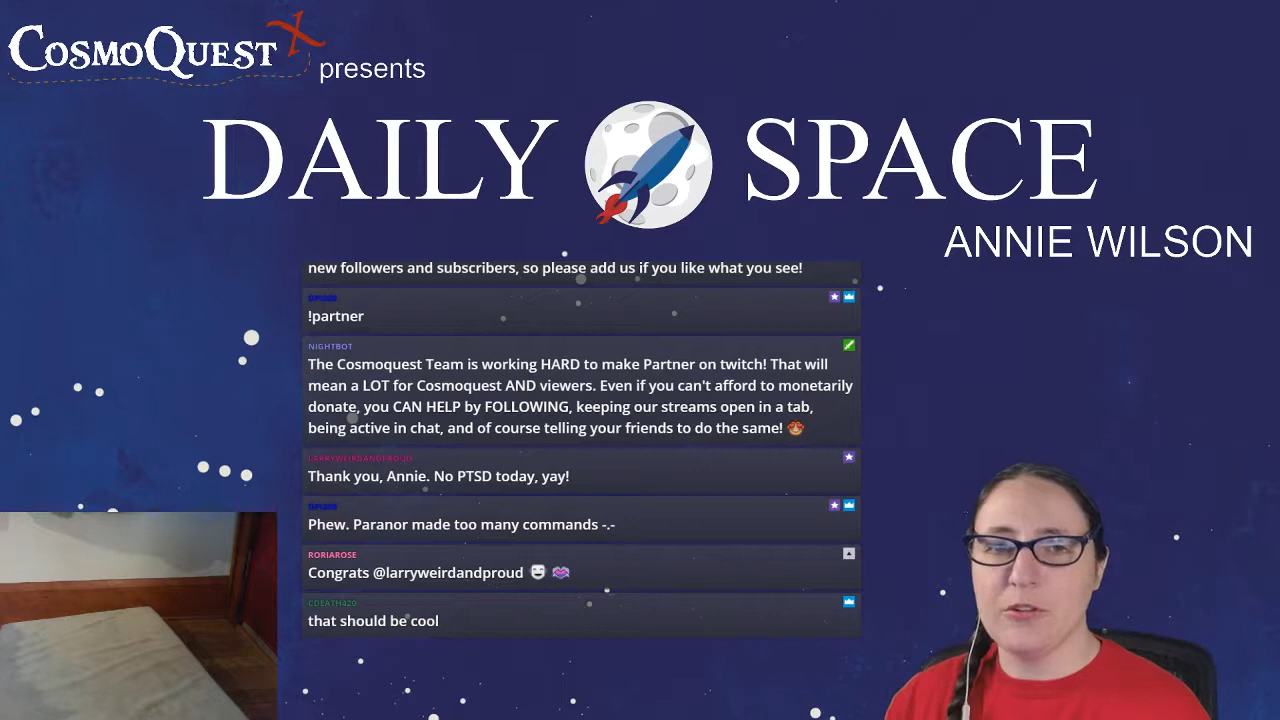 COSMOQUEST X
presents
DAILY SPACE
ANNIE WILSON
new followers and subscribers, so please add us if you like what you see!
!partner
NIGHTBOT
The Cosmoquest Team is working HARD to make Partner on twitch! That will
mean a LOT for Cosmoquest AND viewers. Even if you can't afford to monetarily
donate, you CAN HELP by FOLLOWING, keeping our streams open in a tab,
being active in chat, and of course telling your friends to do the same!
LARRYWEIRDANDPROUD
Thank you, Annie. No PTSD today, yay!
Phew. Paranor made too many commands -.-
RORIAROSE
Congrats @larryweirdandproud
CDEATH420
that should be cool